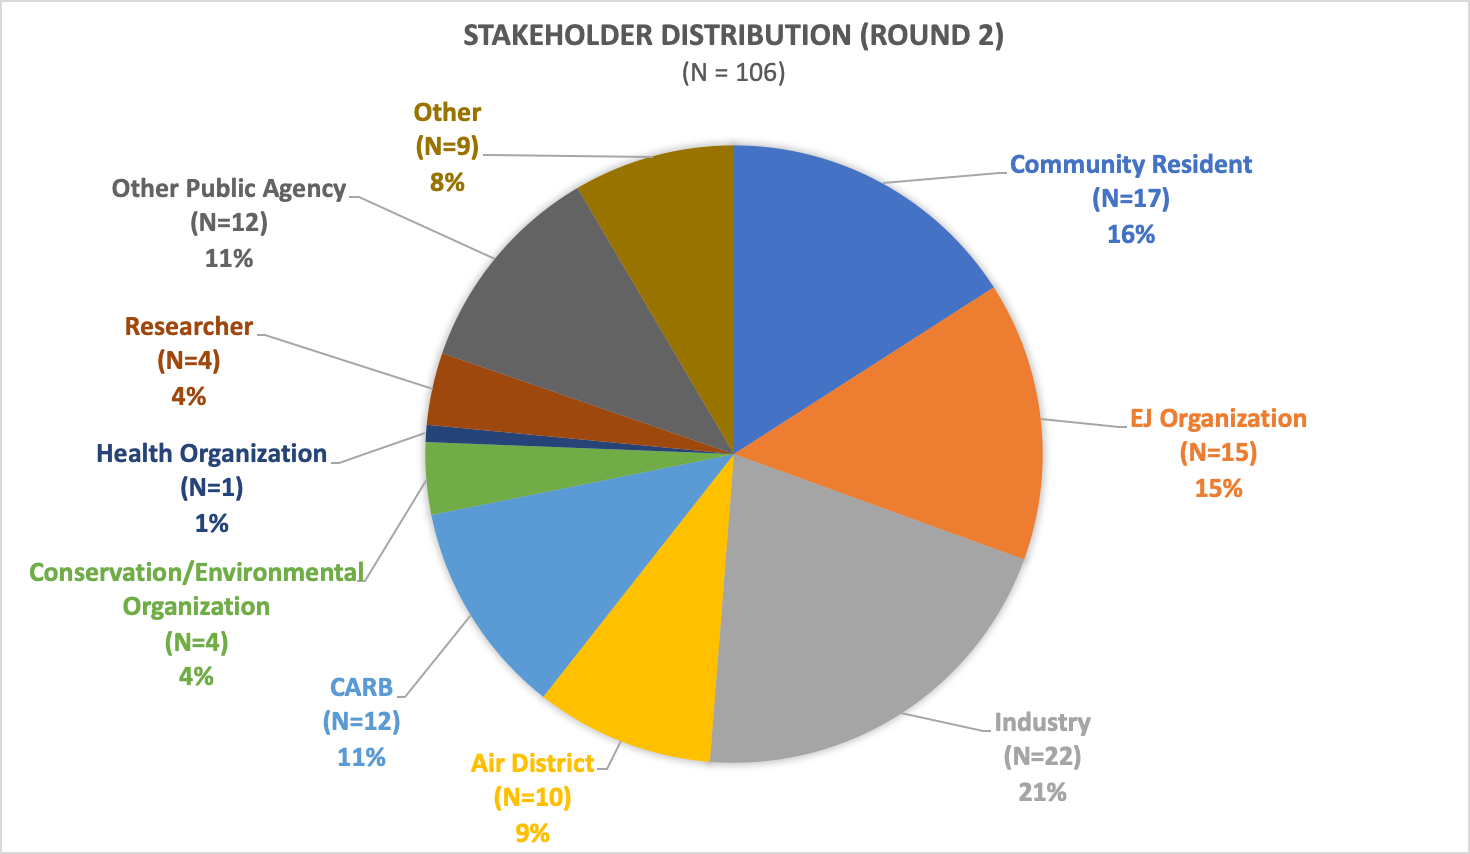 STAKEHOLDER DISTRIBUTION (ROUND 2)
(N = 106)
Other
(N=9)
8%
Community Resident
(N=17)
16%
Other Public Agency
(N=12)
11%
Researcher
(N=4)
4%
EJ Organization
(N=15)
15%
Health Organization
(N=1)
1%
Conservation/Environmental
Organization
(N=4)
4%
CARB
(N=12)
11%
Industry
(N=22)
21%
Air District
(N=10)
9%